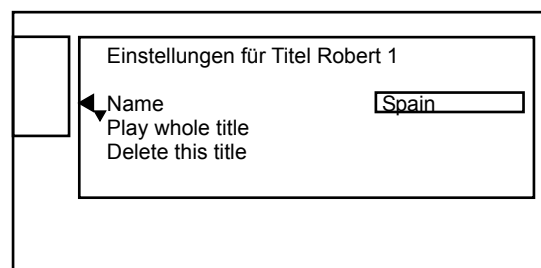 Einstellungen für Titel Robert 1
Name Spain
Play whole title
Delete this title